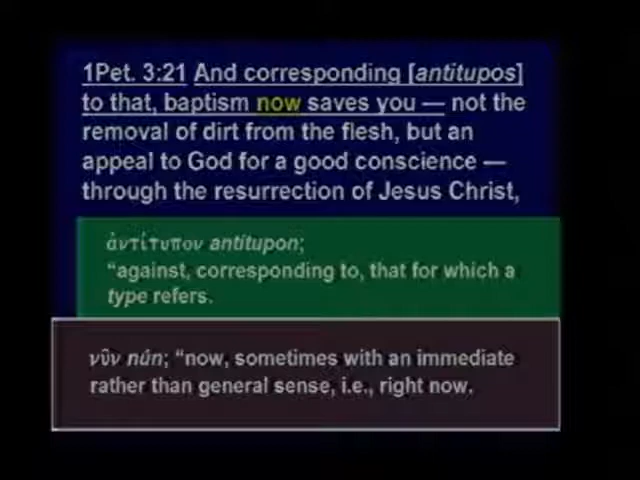 1Pet. 3:21 And corresponding [antitupos]
to that, baptism now saves you — not the
removal of dirt from the flesh, but an
appeal to God for a good conscience —
through the resurrection of Jesus Christ,
ἀντίτυπον antitupon;
“against, corresponding to, that for which a
type refers.
νῦν nún; “now, sometimes with an immediate
rather than general sense, i.e., right now.